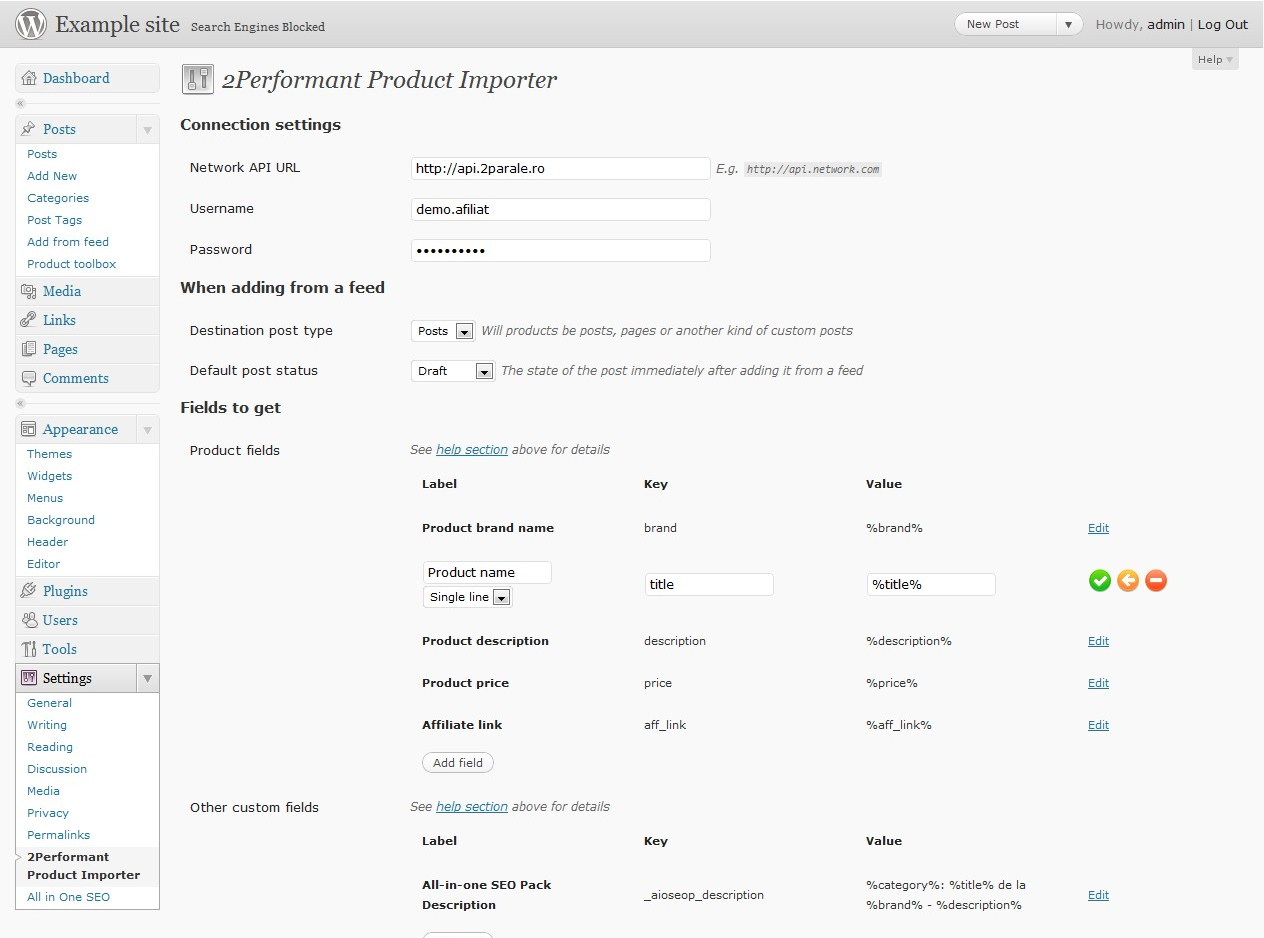 Example site Search Engines Blocked
New Post
Howdy, admin | Log Out
Help
Dashboard
Posts
Posts
Add New
Categories
Post Tags
Add from feed
Product toolbox
Media
Links
Pages
Comments
Appearance
Themes
Widgets
Menus
Background
Header
Editor
Plugins
Users
Tools
Settings
General
Writing
Reading
Discussion
Media
Privacy
Permalinks
2Performant
Product Importer
All in One SEO
2Performant Product Importer
Connection settings
Network API URL http://api.2parale.ro E.g. http://api.network.com
Username demo.afiliat
Password ••••••••••
When adding from a feed
Destination post type Posts Will products be posts, pages or another kind of custom posts
Default post status Draft The state of the post immediately after adding it from a feed
Fields to get
Product fields See help section above for details
Label Key Value
Product brand name brand %brand% Edit
Product name
Single line
title %title%
Product description description %description% Edit
Product price price %price% Edit
Affiliate link aff_link %aff_link% Edit
Add field
Other custom fields See help section above for details
Label Key Value
All-in-one SEO Pack
Description
_aioseop_description
%category%: %title% de la
%brand% - %description%
Edit